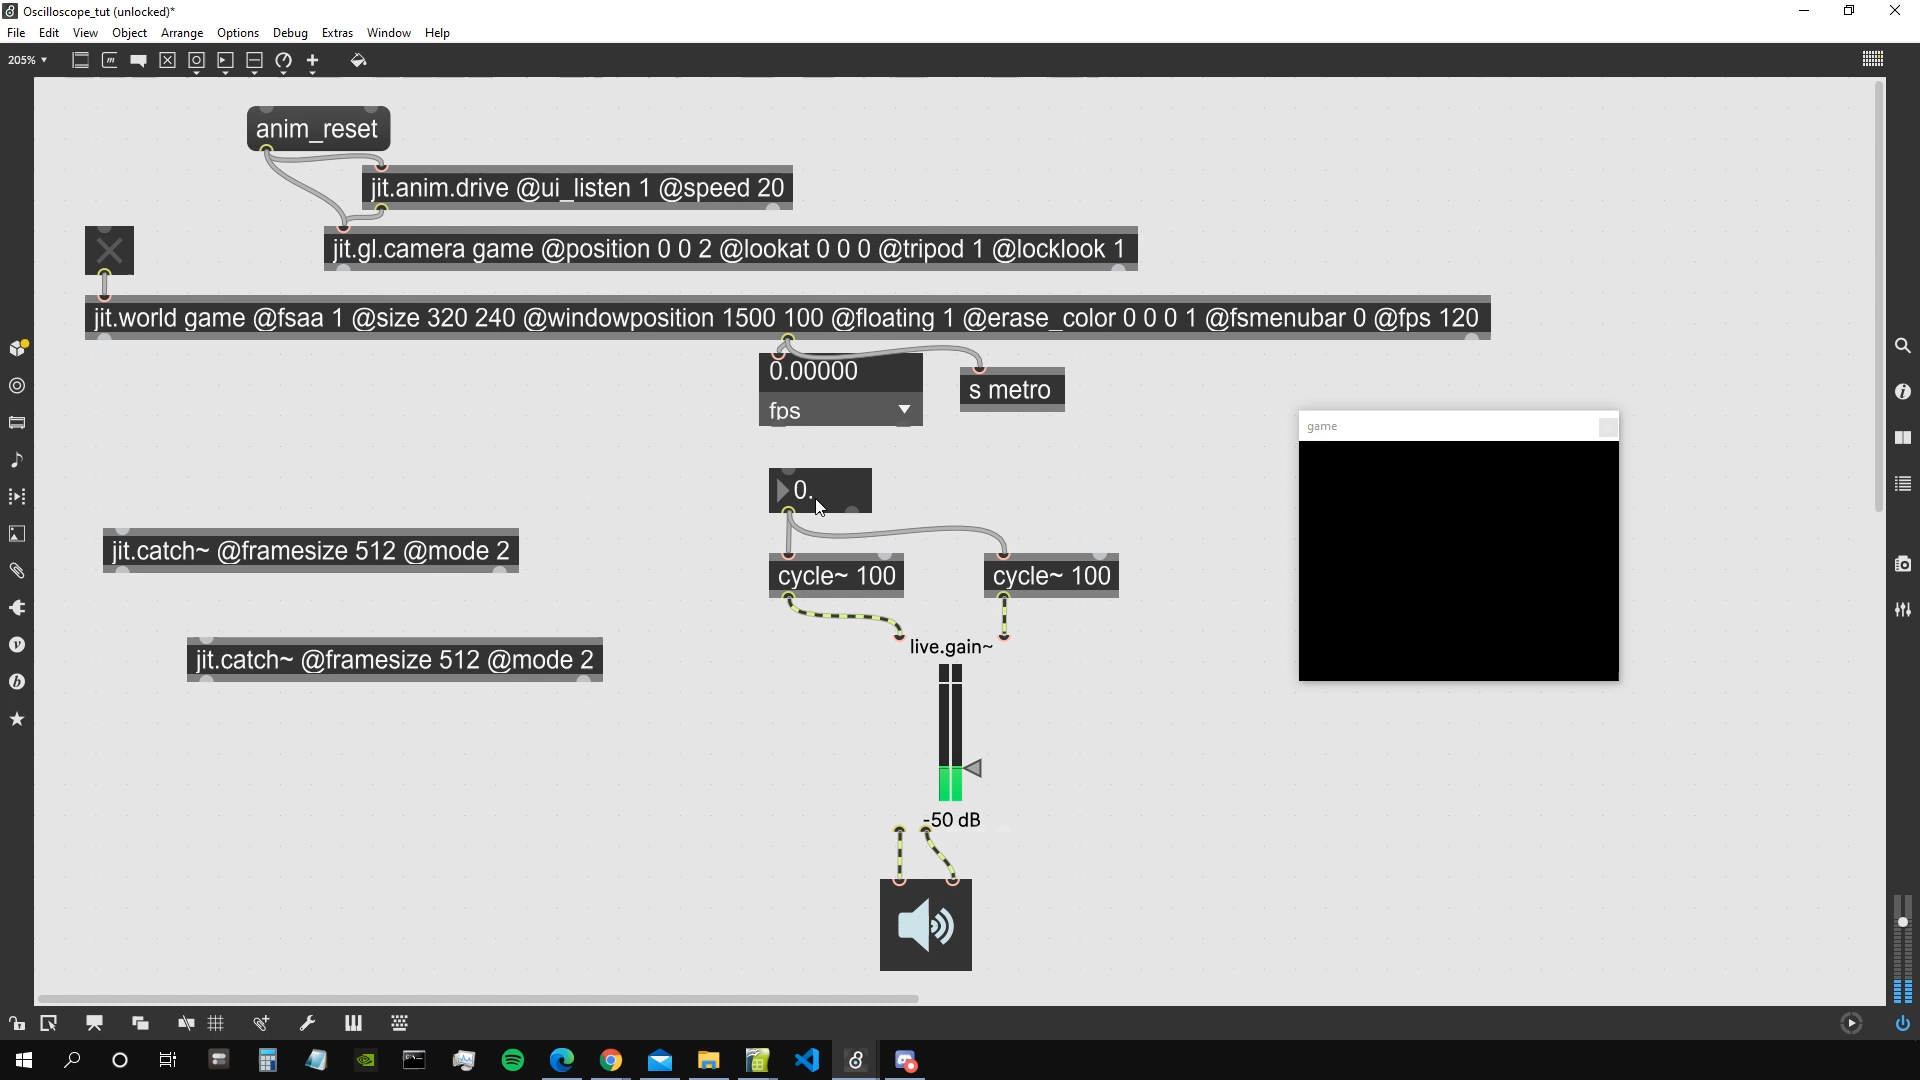 Oscilloscope_tut (unlocked)*
File Edit View Object Arrange Options Debug Extras Window Help
205%
anim_reset
jit.anim.drive @ui_listen 1 @speed 20
jit.gl.camera game @position 0 0 2 @lookat 0 0 0 @tripod 1 @locklook 1
jit.world game @fsaa 1 @size 320 240 @windowposition 1500 100 @floating 1 @erase_color 0 0 0 1 @fsmenubar 0 @fps 120
0.00000
fps
s metro
game
0.
jit.catch~ @framesize 512 @mode 2
cycle~ 100
cycle~ 100
jit.catch~ @framesize 512 @mode 2
live.gain~
-50 dB